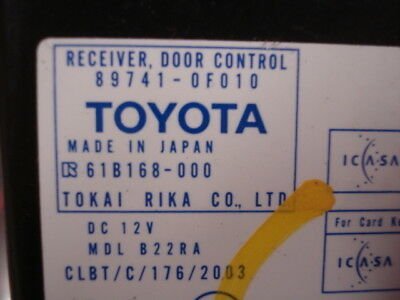 RECEIVER, DOOR CONTROL
89741-0F010
TOYOTA
MADE IN JAPAN
61B168-000
TOKAI RIKA CO., LTD
DC 12V
MDL B22RA
CLBT/C/176/2003
ICASA
For Card Ke
ICASA